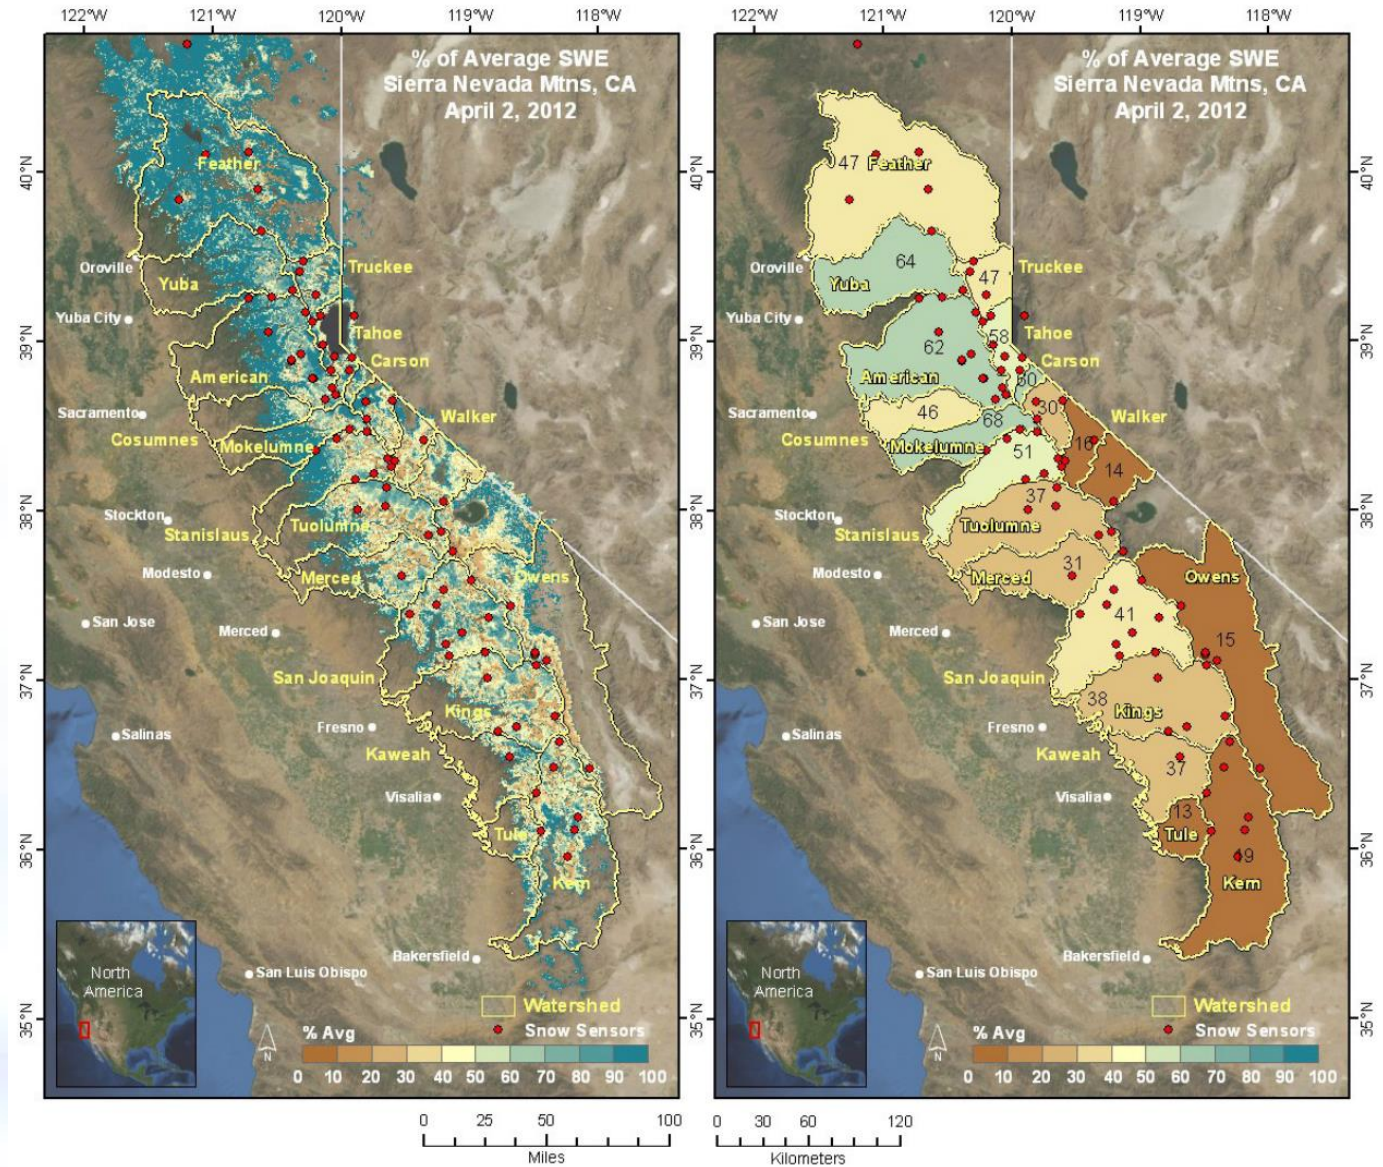 122°W 121°W 120°W 119°W 118°W
% of Average SWE
Sierra Nevada Mtns, CA
April 2, 2012
40°N
39°N
38°N
37°N
36°N
35°N
Feather
Oroville
Yuba
Truckee
Yuba City
Tahoe
Carson
American
Sacramento
Cosumnes
Mokelumne
Walker
Stockton
Stanislaus
Tuolumne
Modesto
Merced
Owens
San Jose
Merced
San Joaquin
Kings
Fresno
Salinas
Kaweah
Visalia
Tule
Kern
Bakersfield
San Luis Obispo
North
America
Watershed
Snow Sensors
% Avg
N
0 10 20 30 40 50 60 70 80 90 100
0 25 50 100
Miles
122°W 121°W 120°W 119°W 118°W
% of Average SWE
Sierra Nevada Mtns, CA
April 2, 2012
40°N
39°N
38°N
37°N
36°N
35°N
47 Feather
Oroville
64
Yuba
47
Truckee
Yuba City
58
Tahoe
62
Carson
American
30
Sacramento
46
68
Walker
Cosumnes
Mokelumne
16
51
14
37
Stockton
Stanislaus
Tuolumne
Modesto
Merced
31
Owens
San Jose
Merced
41
15
San Joaquin
38
Kings
Fresno
Salinas
Kaweah
37
Visalia
13
Tule
Kern
Bakersfield
San Luis Obispo
North
America
Watershed
Snow Sensors
% Avg
N
0 10 20 30 40 50 60 70 80 90 100
0 30 60 120
Kilometers